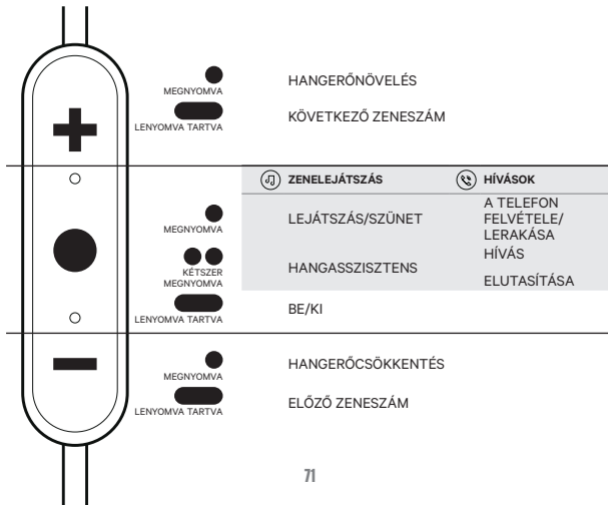 MEGNYOMVA
HANGERŐNÖVELÉS
LENYOMVA TARTVA
KÖVETKEZŐ ZENESZÁM
ZENELEJÁTSZÁS
HÍVÁSOK
MEGNYOMVA
LEJÁTSZÁS/SZÜNET
A TELEFON
FELVÉTELE/
LERAKÁSA
KÉTSZER
MEGNYOMVA
HANGASSZISZTENS
HÍVÁS
ELUTASÍTÁSA
LENYOMVA TARTVA
BE/KI
MEGNYOMVA
HANGERŐCSÖKKENTÉS
LENYOMVA TARTVA
ELŐZŐ ZENESZÁM
71